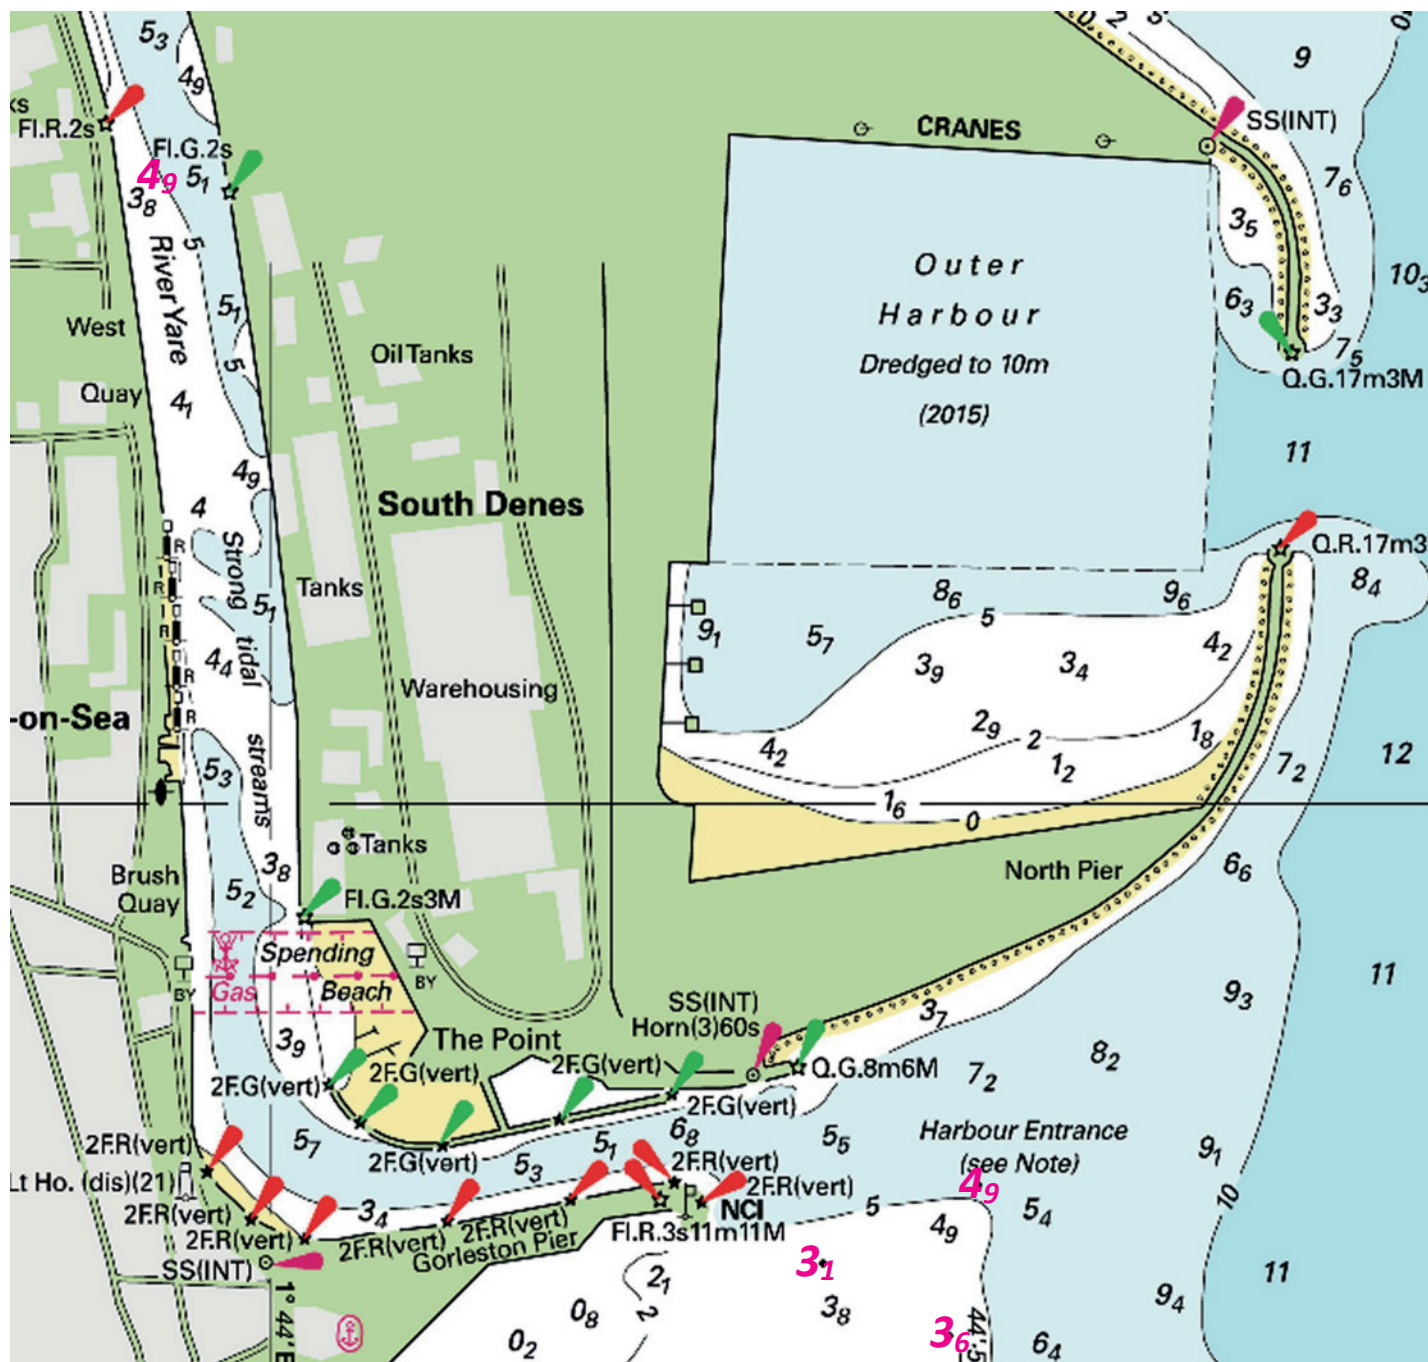 0
2
5₃
9
4₉
ks
Fl.R.2s
CRANES
SS(INT)
Fl.G.2s
4₉
5₁
3₈
7₆
3₅
5
River Yare
Outer
Harbour
Dredged to 10m
(2015)
10₃
6₃
3₃
5₁
West
Quay
Oil Tanks
5
7₅
Q.G.17m3M
4₁
11
4₉
4
South Denes
Q.R.17m3
R
R
R
R
R
Strong
tidal
streams
5₁
Tanks
8₆
9₆
8₄
5
9₁
5₇
4₂
4₄
3₉
3₄
Warehousing
-on-Sea
2₉
2
1₈
4₂
1₂
7₂
12
5₃
1₆
0
3₈
Tanks
North Pier
6₆
Brush
Quay
5₂
Fl.G.2s3M
Spending
Beach
Gas
BY
BY
11
9₃
SS(INT)
Horn(3)60s
3₇
3₉
The Point
8₂
2F.G(vert)
2F.G(vert)
2F.G(vert)
Q.G.8m6M
7₂
2F.G(vert)
2F.R(vert)
5₇
5₁
6₈
5₅
Harbour Entrance
(see Note)
9₁
2F.G(vert)
5₃
2F.R(vert)
Lt Ho. (dis)(21)
4₉
2F.R(vert)
10
2F.R(vert)
3₄
NCI
5
5₄
2F.R(vert)
2F.R(vert)
2F.R(vert)
Fl.R.3s11m11M
4₉
Gorleston Pier
SS(INT)
3₁
2₁
11
1° 44' E
2
0₈
3₈
9₄
0₂
3₆
44'.5
6₄